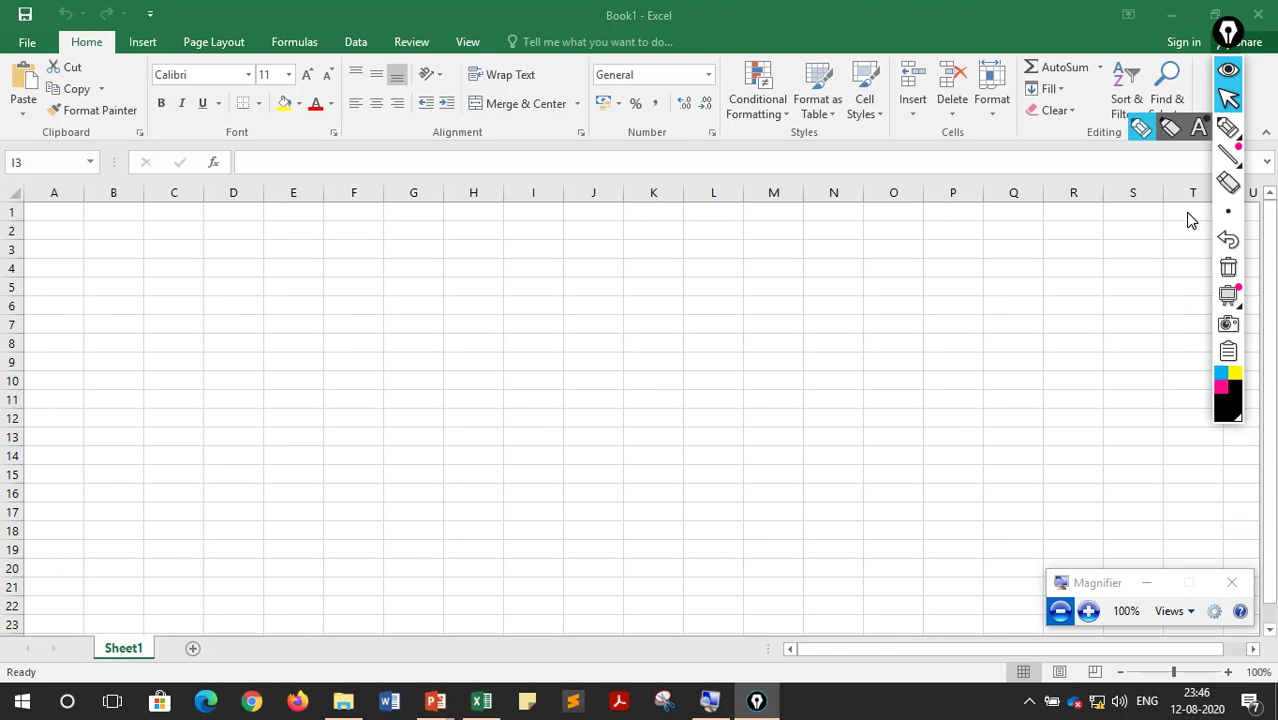 Book1 - Excel
File Home Insert Page Layout Formulas Data Review View Tell me what you want to do... Sign in Share
Paste
Cut
Copy
Format Painter
Calibri 11
B I U A
Wrap Text
Merge & Center
General
% ,
Conditional Formatting
Format as Table
Cell Styles
Insert Delete Format
AutoSum
Fill
Clear
Sort &
Find &
A
Clipboard Font Alignment Number Styles Cells Editing
I3 fx
A B C D E F G H I J K L M N O P Q R S T U
1
2
3
4
5
6
7
8
9
10
11
12
13
14
15
16
17
18
19
20
21
22
23
Magnifier
100% Views
Sheet1
Ready 100%
ENG 23:46
12-08-2020
7